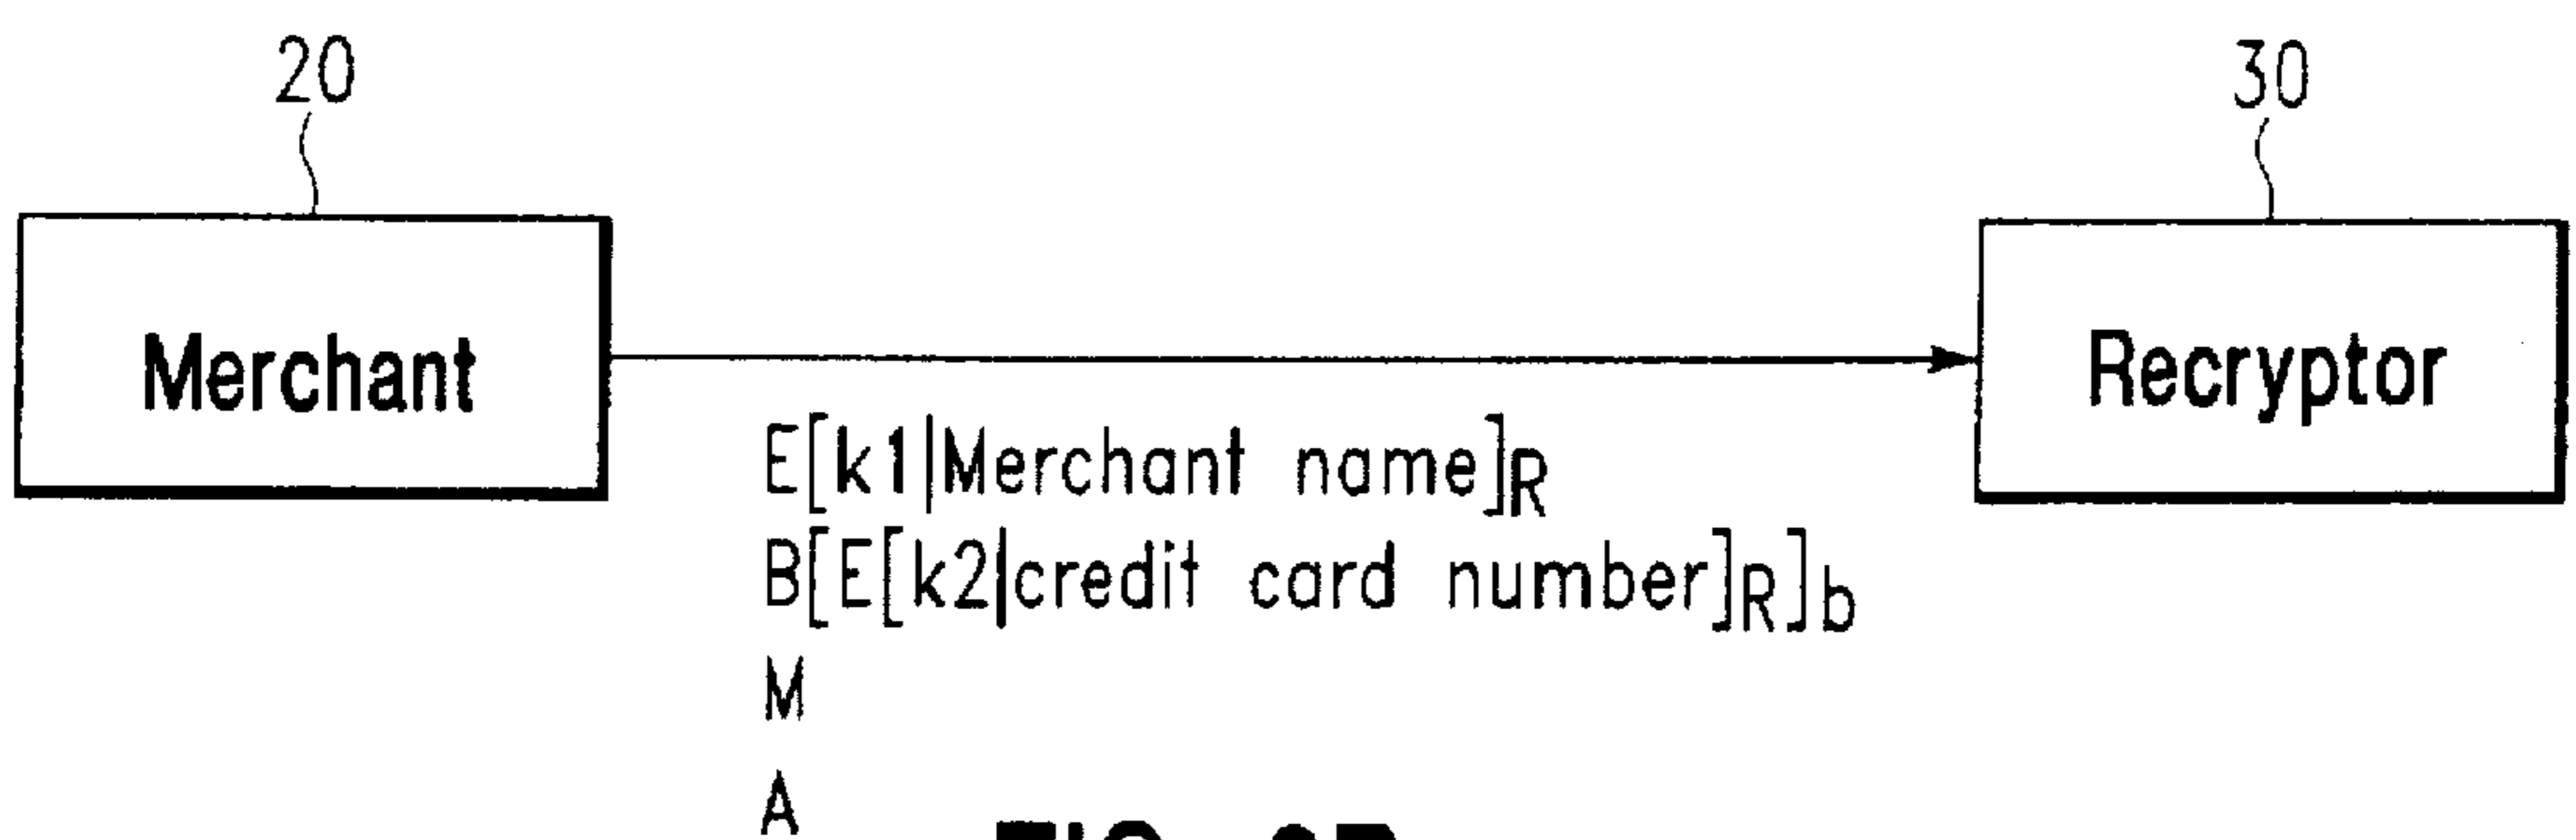 20
30
Merchant
Recryptor
E[k1|Merchant name]R
B[E[k2|credit card number]R]b
M
A